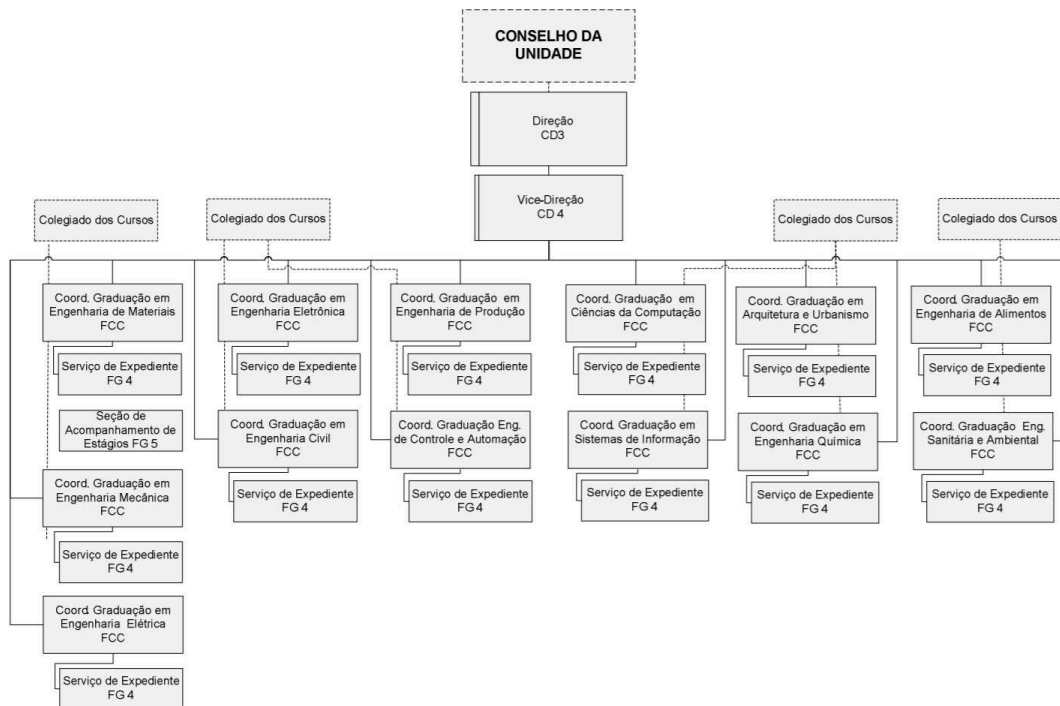 CONSELHO DA
UNIDADE
Direção
CD3
Vice-Direção
CD 4
Colegiado dos Cursos
Colegiado dos Cursos
Colegiado dos Cursos
Colegiado dos Cursos
Coord. Graduação em
Engenharia de Materiais
FCC
Serviço de Expediente
FG 4
Seção de
Acompanhamento de
Estágios FG 5
Coord. Graduação em
Engenharia Mecânica
FCC
Serviço de Expediente
FG 4
Coord. Graduação em
Engenharia Elétrica
FCC
Serviço de Expediente
FG 4
Coord. Graduação em
Engenharia Eletrônica
FCC
Serviço de Expediente
FG 4
Coord. Graduação em
Engenharia Civil
FCC
Serviço de Expediente
FG 4
Coord. Graduação em
Engenharia de Produção
FCC
Serviço de Expediente
FG 4
Coord. Graduação Eng.
de Controle e Automação
FCC
Serviço de Expediente
FG 4
Coord. Graduação em
Ciências da Computação
FCC
Serviço de Expediente
FG 4
Coord. Graduação em
Sistemas de Informação
FCC
Serviço de Expediente
FG 4
Coord. Graduação em
Arquitetura e Urbanismo
FCC
Serviço de Expediente
FG 4
Coord. Graduação em
Engenharia Química
FCC
Serviço de Expediente
FG 4
Coord. Graduação em
Engenharia de Alimentos
FCC
Serviço de Expediente
FG 4
Coord. Graduação Eng.
Sanitária e Ambiental
FCC
Serviço de Expediente
FG 4